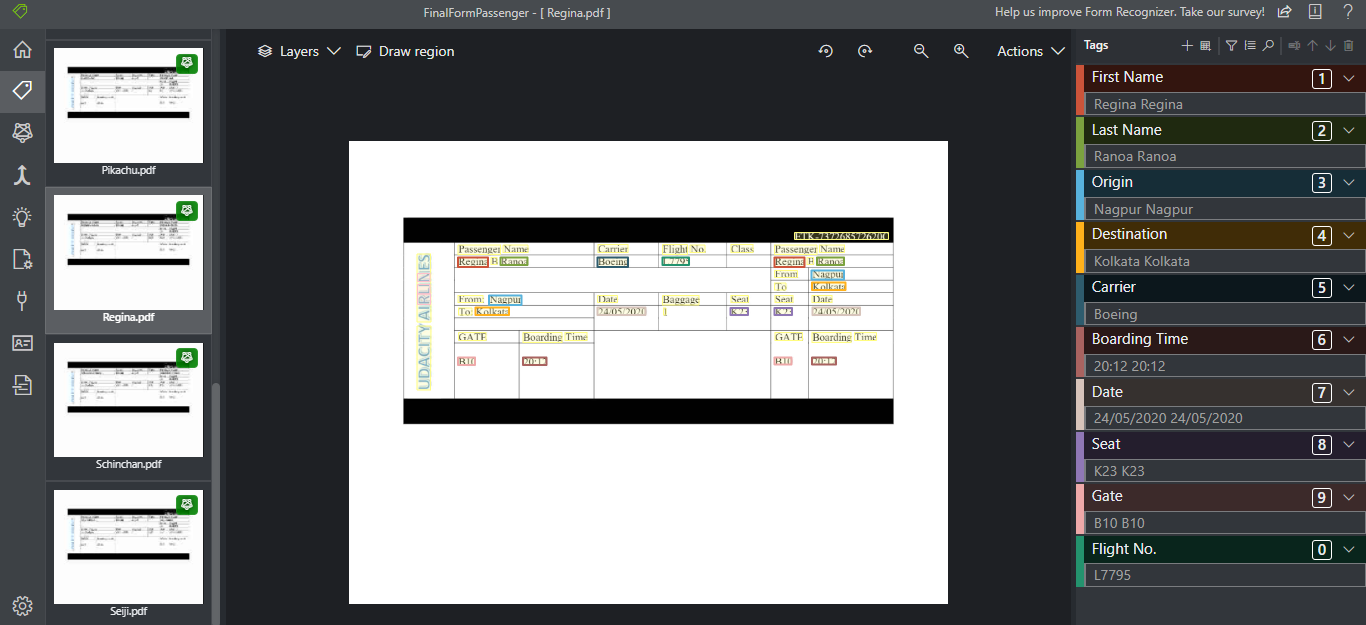 FinalFormPassenger - [ Regina.pdf ]
Help us improve Form Recognizer. Take our survey!
Layers
Draw region
Actions
Pikachu.pdf
Regina.pdf
Schinchan.pdf
Seiji.pdf
Passenger Name Carrier Flight No. Class Passenger Name
Regina R Ranoa Boeing L7795 Regina R Ranoa
From Nagpur
To Kolkata
From: Nagpur Date Baggage Seat Seat Date
To: Kolkata 24/05/2020 1 K23 K23 24/05/2020
GATE Boarding Time GATE Boarding Time
B10 20:12 B10 20:12
UDACITY AIRLINES
Tags
First Name 1
Regina Regina
Last Name 2
Ranoa Ranoa
Origin 3
Nagpur Nagpur
Destination 4
Kolkata Kolkata
Carrier 5
Boeing
Boarding Time 6
20:12 20:12
Date 7
24/05/2020 24/05/2020
Seat 8
K23 K23
Gate 9
B10 B10
Flight No. 0
L7795